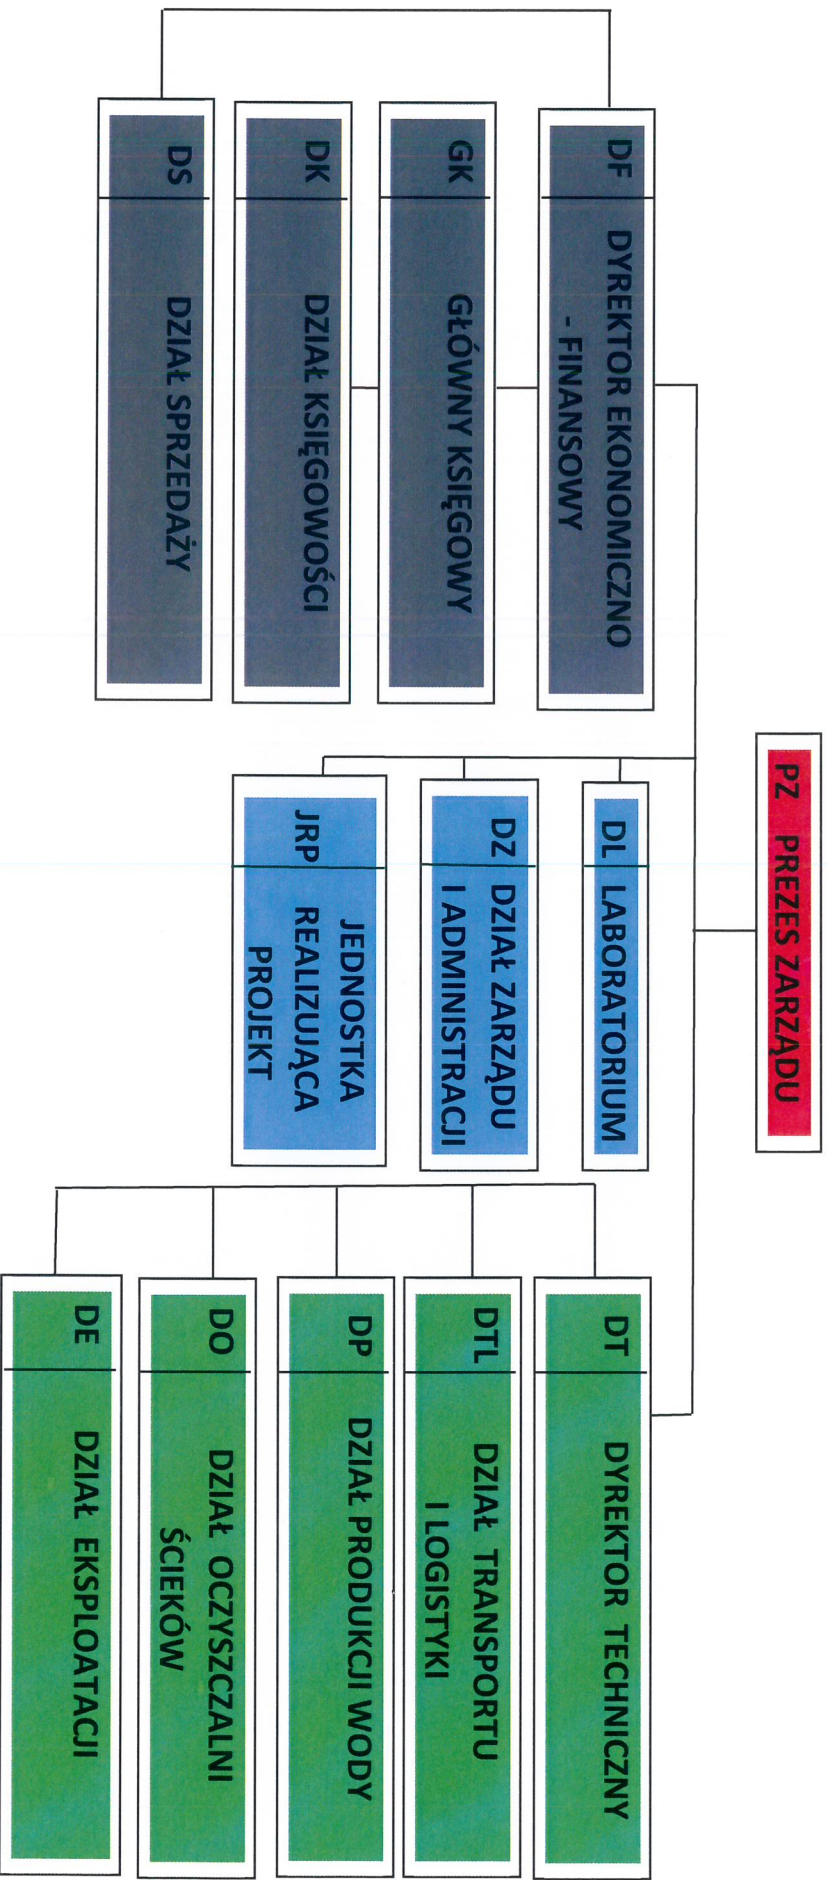 PZ PREZES ZARZĄDU
DF DYREKTOR EKONOMICZNO
- FINANSOWY
GK GŁÓWNY KSIĘGOWY
DK DZIAŁ KSIĘGOWOŚCI
DS DZIAŁ SPRZEDAŻY
DL LABORATORIUM
DZ DZIAŁ ZARZĄDU
I ADMINISTRACJI
JEDNOSTKA
JRP REALIZUJĄCA
PROJEKT
DT DYREKTOR TECHNICZNY
DTL DZIAŁ TRANSPORTU
I LOGISTYKI
DP DZIAŁ PRODUKCJI WODY
DO DZIAŁ OCZYSZCZALNI
ŚCIEKÓW
DE DZIAŁ EKSPLOATACJI